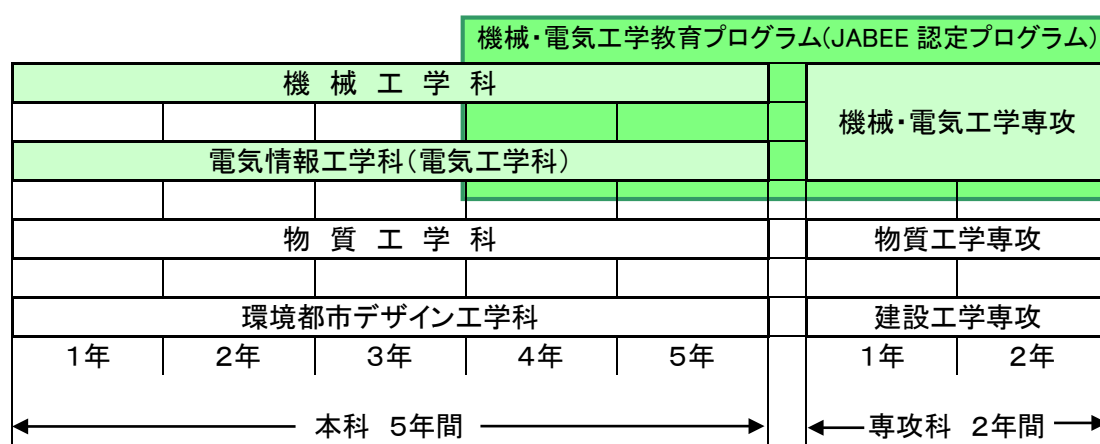 機械・電気工学教育プログラム(JABEE 認定プログラム)
機 械 工 学 科
機械・電気工学専攻
電気情報工学科(電気工学科)
物 質 工 学 科
物質工学専攻
環境都市デザイン工学科
建設工学専攻
1年 2年 3年 4年 5年 1年 2年
本科 5年間 専攻科 2年間